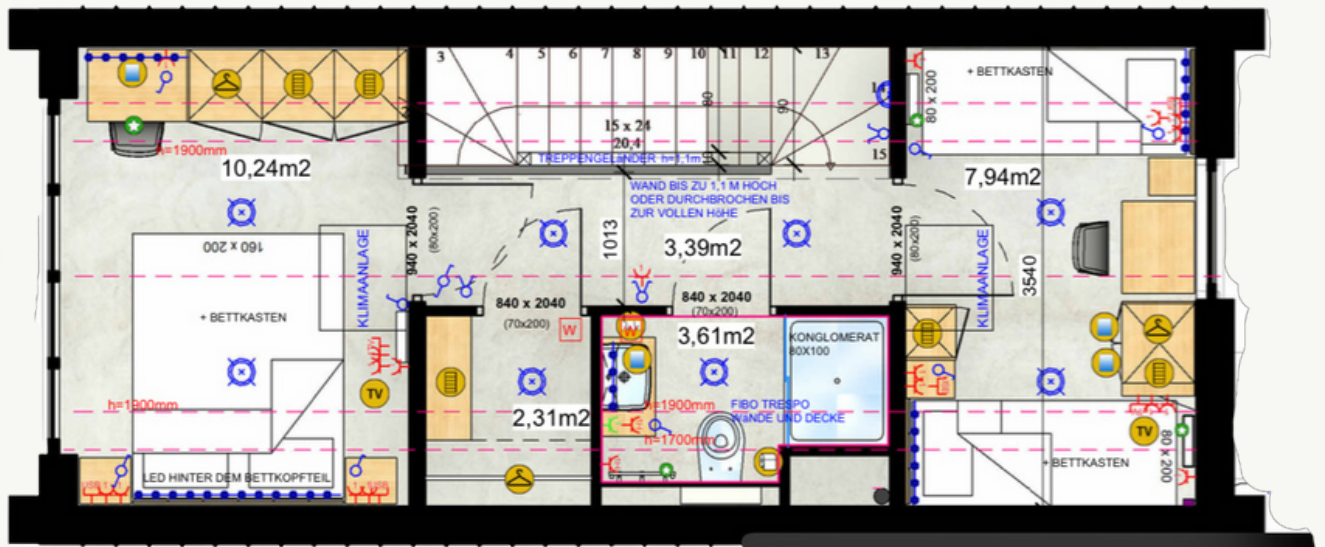 3 4 5 6 7 8 9 10 11 12 13
14
15
15 x 24
20,4
80
90
TREPPENGELÄNDER h=1,1m
WAND BIS ZU 1,1 M HOCH
ODER DURCHBROCHEN BIS
ZUR VOLLEN HöHE
h=1900mm
10,24m2
160 x 200
+ BETTKASTEN
KLIMAANLAGE
940 x 2040
(80x200)
h=1900mm
TV
LED HINTER DEM BETTKOPFTEIL
1013
3,39m2
840 x 2040
(70x200)
840 x 2040
(70x200)
W
W
2,31m2
3,61m2
KONGLOMERAT
80X100
FIBO TRESPO
WäNDE UND DECKE
h=1900mm
h=1700mm
940 x 2040
(80x200)
80 x 200
+ BETTKASTEN
7,94m2
KLIMAANLAGE
3540
TV
80 x 200
+ BETTKASTEN